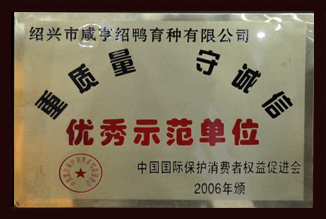 绍兴市咸亨绍鸭育种有限公司
重质量 守诚信
优秀示范单位
中国国际保护消费者权益促进会
2006年颁